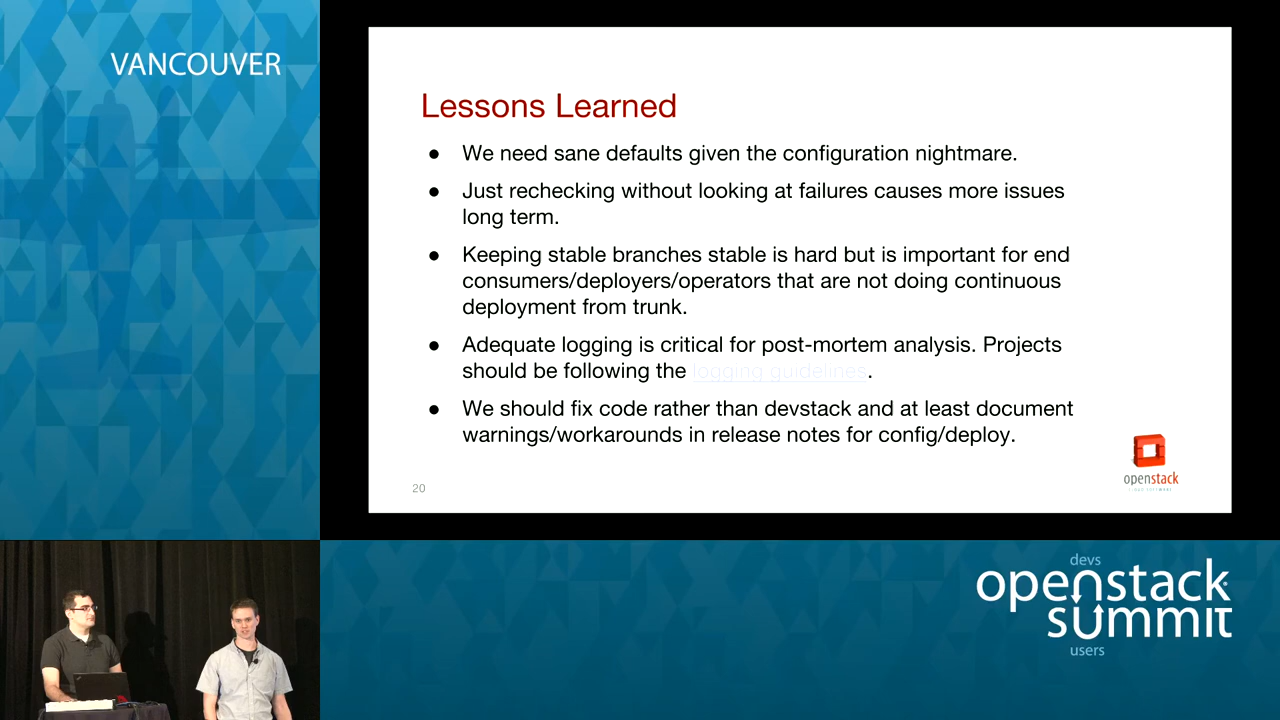 VANCOUVER
Lessons Learned
● We need sane defaults given the configuration nightmare.
● Just rechecking without looking at failures causes more issues
long term.
● Keeping stable branches stable is hard but is important for end
consumers/deployers/operators that are not doing continuous
deployment from trunk.
● Adequate logging is critical for post-mortem analysis. Projects
should be following the logging guidelines.
● We should fix code rather than devstack and at least document
warnings/workarounds in release notes for config/deploy.
20
openstack
devs
openstack
summit
users